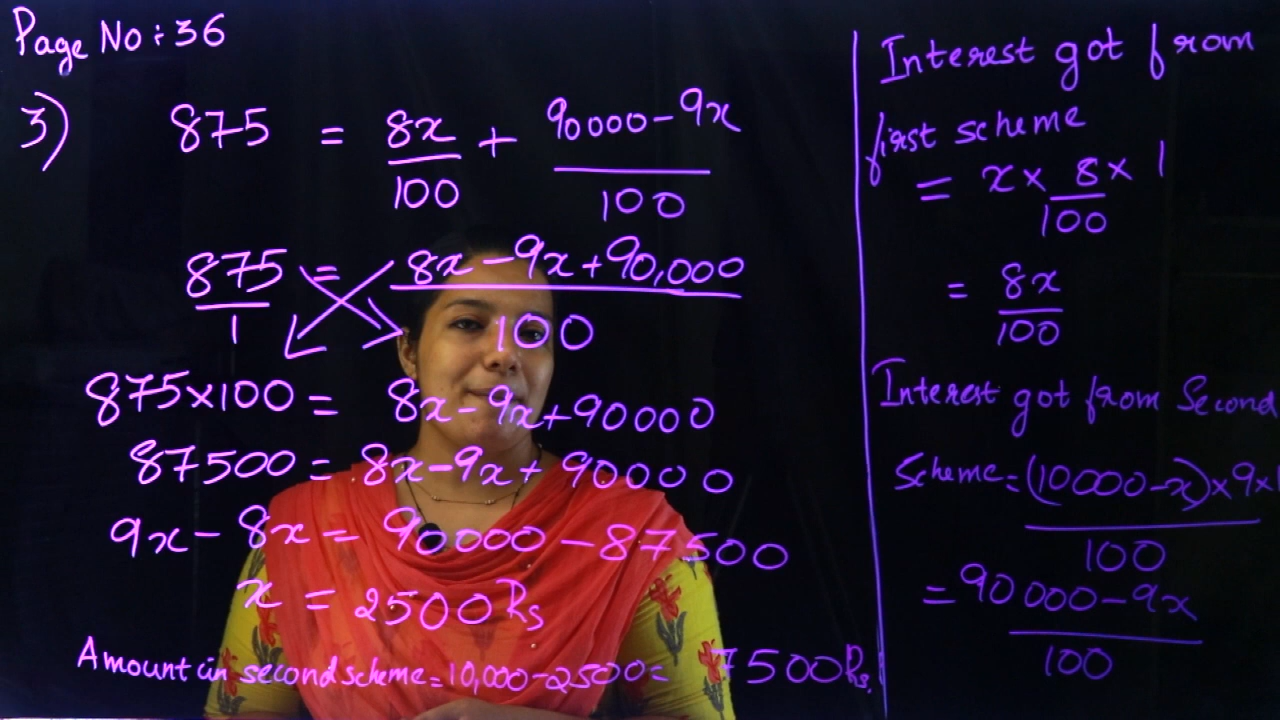 Page No: 36
3) 875 = 8x/100 + 90000-9x/100
875/1 = 8x-9x+90,000/100
875x100 = 8x-9x+90000
87500 = 8x-9x+90000
9x-8x = 90000-87500
x = 2500 Rs
Amount in second scheme = 10,000-2500 = 7500 Rs.
Interest got from
first scheme
= x × 8/100 × 1
= 8x/100
Interest got from Second
Scheme = (10000-x)×9×1/100
= 90000-9x/100